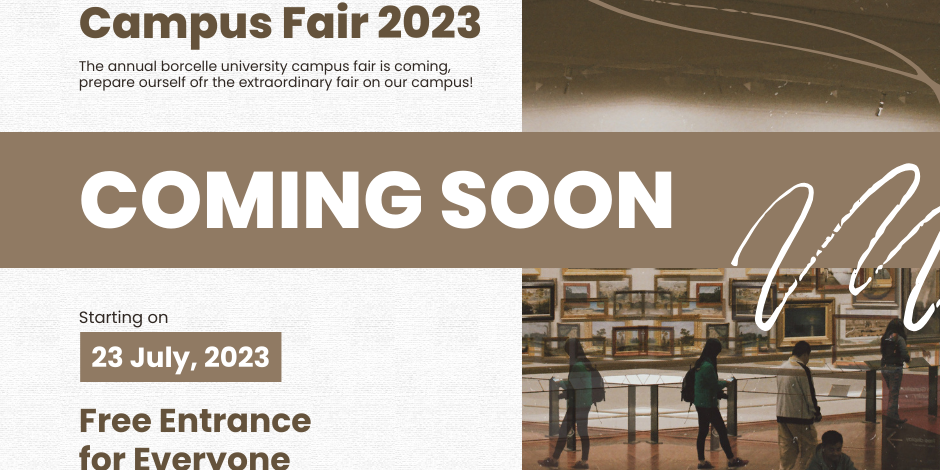 Campus Fair 2023
The annual borcelle university campus fair is coming,
prepare ourself ofr the extraordinary fair on our campus!
COMING SOON
Starting on
23 July, 2023
Free Entrance
for Everyone